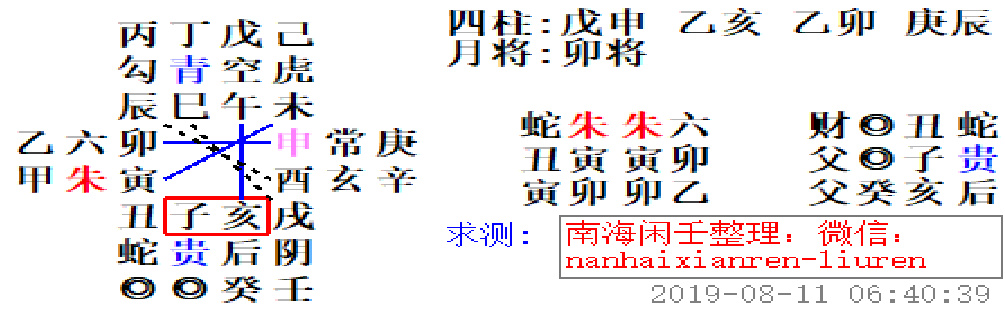 丙丁戊己
勾青空虎
辰巳午未
乙六卯 申常庚
甲朱寅 酉玄辛
丑子亥戌
蛇贵后阴
◎◎癸壬
四柱:戊申 乙亥 乙卯 庚辰
月将:卯将
蛇朱朱六 财◎丑蛇
丑寅寅卯 父◎子贵
寅卯卯乙 父癸亥后
求测:
南海闲壬整理：微信：
nanhaixianren-liuren
2019-08-11 06:40:39